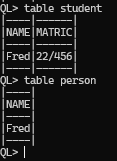 QL> table student
|----|------|
|NAME|MATRIC|
|----|------|
|Fred|22/456|
|----|------|
QL> table person
|----|
|NAME|
|----|
|Fred|
|----|
QL>